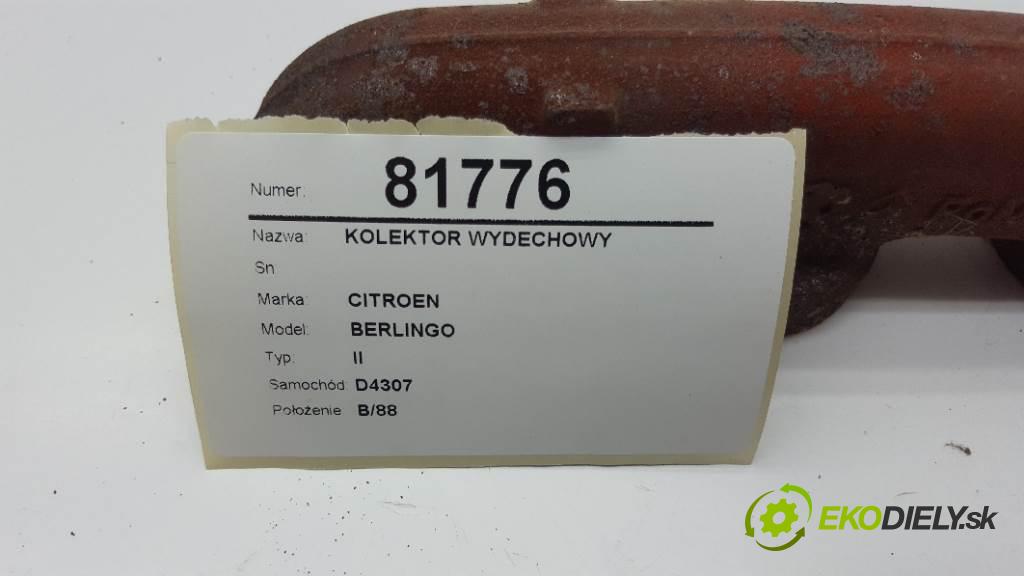 Numer: 81776
Nazwa: KOLEKTOR WYDECHOWY
Sn
Marka: CITROEN
Model: BERLINGO
Typ: II
Samochód: D4307
Położenie B/88
EKODIELY.sk